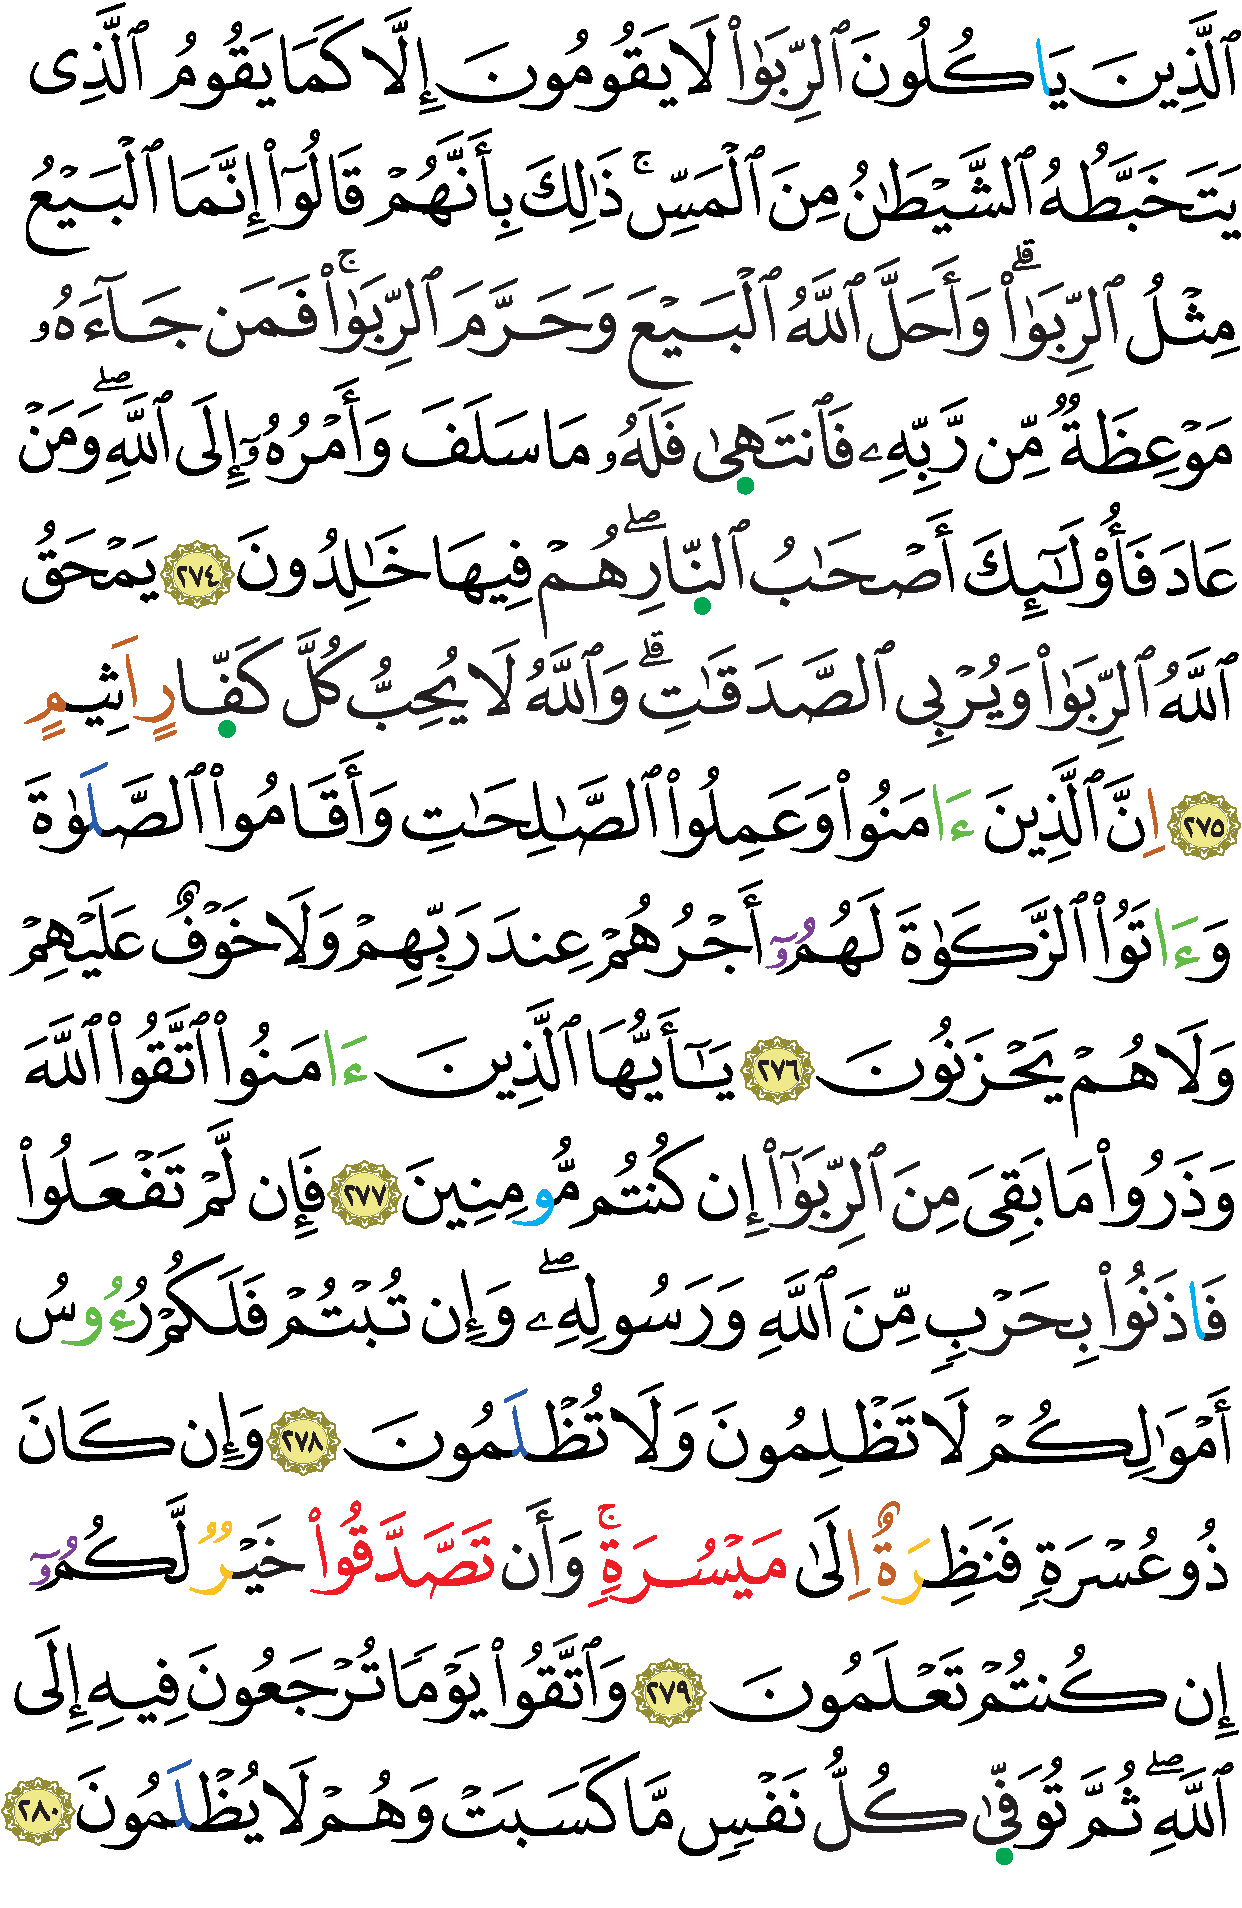 ٱلَّذِينَ يَاكُلُونَ ٱلرِّبَوٰا۟ لَا يَقُومُونَ إِلَّا كَمَا يَقُومُ ٱلَّذِى
يَتَخَبَّطُهُ ٱلشَّيْطَٰنُ مِنَ ٱلْمَسِّ ۚ ذَٰلِكَ بِأَنَّهُمْ قَالُوٓا۟ إِنَّمَا ٱلْبَيْعُ
مِثْلُ ٱلرِّبَوٰا۟ ۗ وَأَحَلَّ ٱللَّهُ ٱلْبَيْعَ وَحَرَّمَ ٱلرِّبَوٰا۟ ۚ فَمَن جَآءَهُۥ
مَوْعِظَةٌ مِّن رَّبِّهِۦ فَٱنتَهِىٰ فَلَهُۥ مَا سَلَفَ وَأَمْرُهُۥٓ إِلَى ٱللَّهِ ۖ وَمَنْ
عَادَ فَأُو۟لَٰٓئِكَ أَصْحَٰبُ ٱلنّ۪ارِ ۖ هُمْ فِيهَا خَٰلِدُونَ ٢٧٤ يَمْحَقُ
ٱللَّهُ ٱلرِّبَوٰا۟ وَيُرْبِى ٱلصَّدَقَٰتِ ۗ وَٱللَّهُ لَا يُحِبُّ كُلَّ كَفّ۪ارٍ اَثِيمٍ
٢٧٥ اِنَّ ٱلَّذِينَ ءَامَنُوا۟ وَعَمِلُوا۟ ٱلصَّٰلِحَٰتِ وَأَقَامُوا۟ ٱلصَّلَوٰةَ
وَءَاتَوُا۟ ٱلزَّكَوٰةَ لَهُمُۥٓ أَجْرُهُمْ عِندَ رَبِّهِمْ وَلَا خَوْفٌ عَلَيْهِمْ
وَلَا هُمْ يَحْزَنُونَ ٢٧٦ يَٰٓأَيُّهَا ٱلَّذِينَ ءَامَنُوا۟ ٱتَّقُوا۟ ٱللَّهَ
وَذَرُوا۟ مَا بَقِىَ مِنَ ٱلرِّبَوٰٓا۟ إِن كُنتُم مُّومِنِينَ ٢٧٧ فَإِن لَّمْ تَفْعَلُوا۟
فَاذَنُوا۟ بِحَرْبٍ مِّنَ ٱللَّهِ وَرَسُولِهِۦ ۖ وَإِن تُبْتُمْ فَلَكُمْ رُءُوسُ
أَمْوَٰلِكُمْ لَا تَظْلِمُونَ وَلَا تُظْلَمُونَ ٢٧٨ وَإِن كَانَ
ذُو عُسْرَةٍ فَنَظِرَةٌ اِلَىٰ مَيْسُرَةٍ ۚ وَأَن تَصَّدَّقُوا۟ خَيْرٌ لَّكُمُۥٓ
إِن كُنتُمْ تَعْلَمُونَ ٢٧٩ وَٱتَّقُوا۟ يَوْمًا تُرْجَعُونَ فِيهِ إِلَى
ٱللَّهِ ۖ ثُمَّ تُوَفِّىٰ كُلُّ نَفْسٍ مَّا كَسَبَتْ وَهُمْ لَا يُظْلَمُونَ ٢٨٠